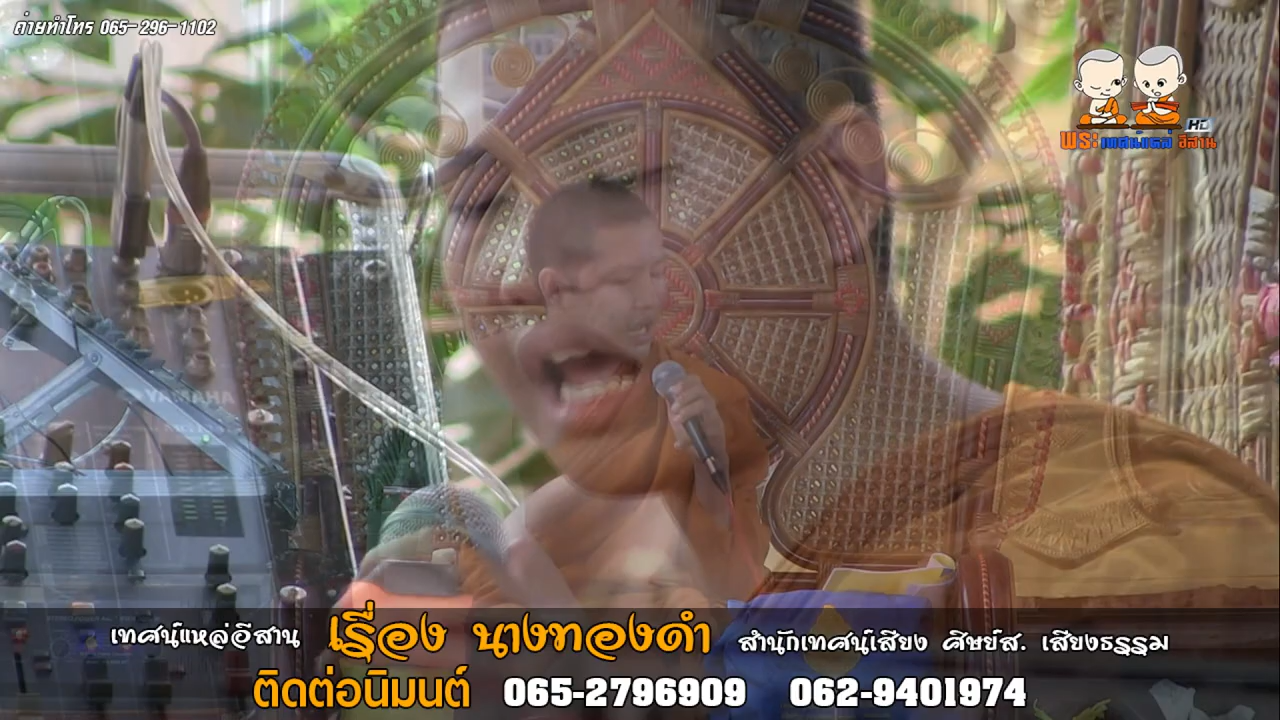 ถ่ายทำโทร 065-296-1102
HD
พระเทศน์แหล่ อีสาน
YAMAHA
เทศน์แหล่อีสาน เรื่อง นางทองดำ สำนักเทศน์เสียง ศิษย์ส. เสียงธรรม
ติดต่อนิมนต์ 065-2796909 062-9401974